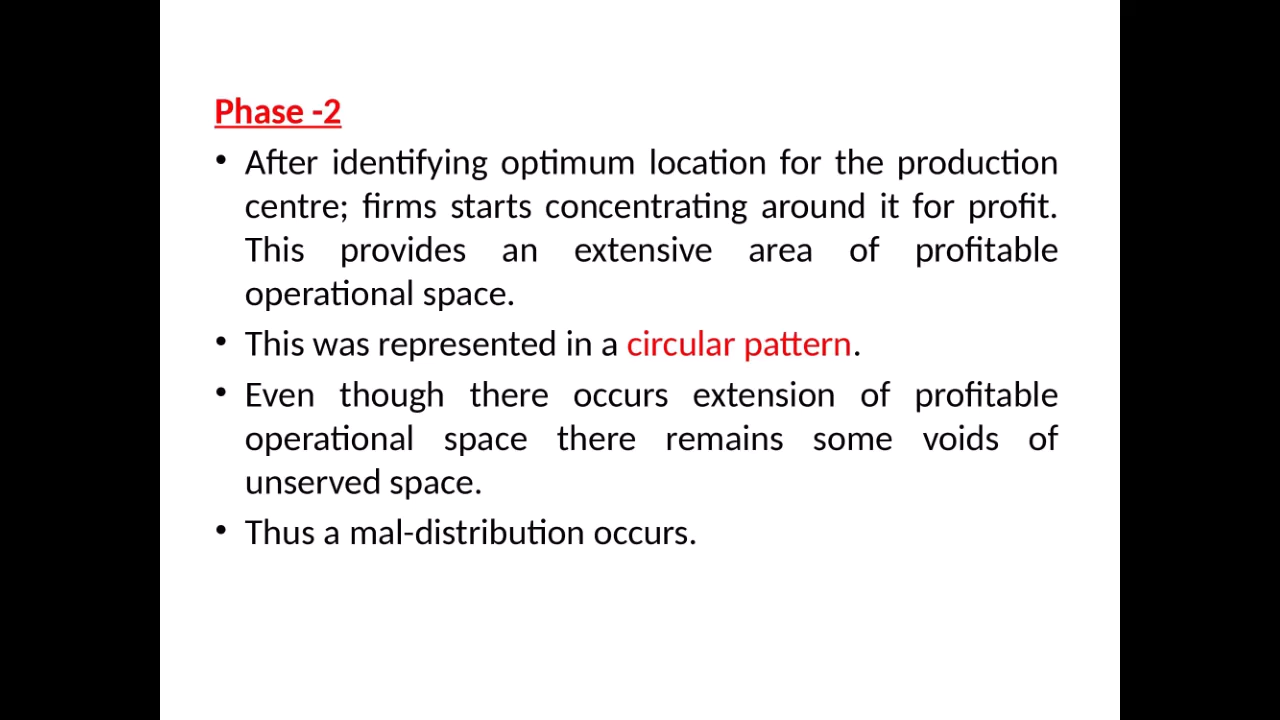 Phase -2
• After identifying optimum location for the production
centre; firms starts concentrating around it for profit.
This provides an extensive area of profitable
operational space.
• This was represented in a circular pattern.
• Even though there occurs extension of profitable
operational space there remains some voids of
unserved space.
• Thus a mal-distribution occurs.